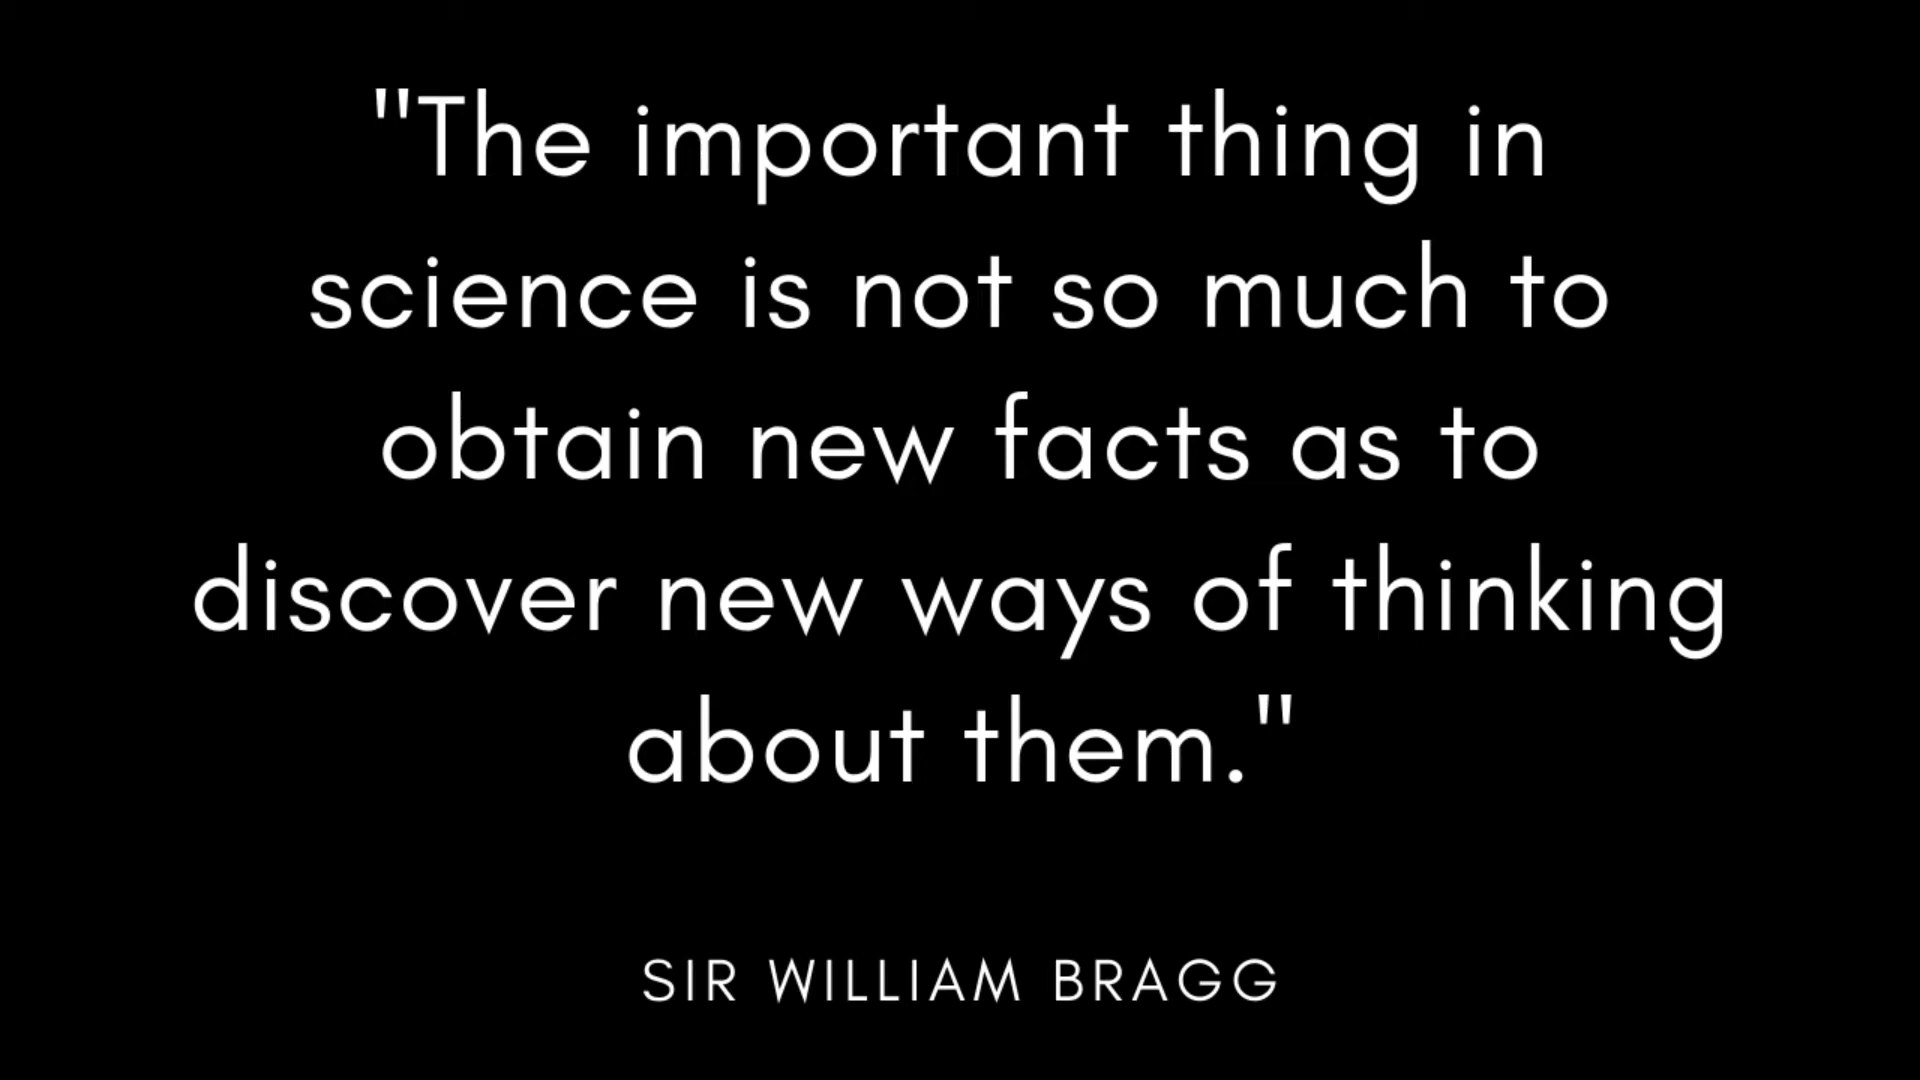 "The important thing in
science is not so much to
obtain new facts as to
discover new ways of thinking
about them."
SIR WILLIAM BRAGG